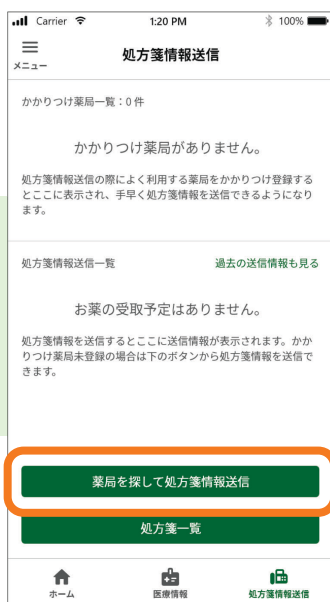 Carrier 1:20 PM 100%
処方箋情報送信
メニュー
かかりつけ薬局一覧：0 件
かかりつけ薬局がありません。
処方箋情報送信の際によく利用する薬局をかかりつけ登録する
とここに表示され、手早く処方箋情報を送信できるようになり
ます。
処方箋情報送信一覧 過去の送信情報も見る
お薬の受取予定はありません。
処方箋情報を送信するとここに送信情報が表示されます。かか
りつけ薬局未登録の場合は下のボタンから処方箋情報を送信で
きます。
薬局を探して処方箋情報送信
処方箋一覧
ホーム 医療情報 処方箋情報送信